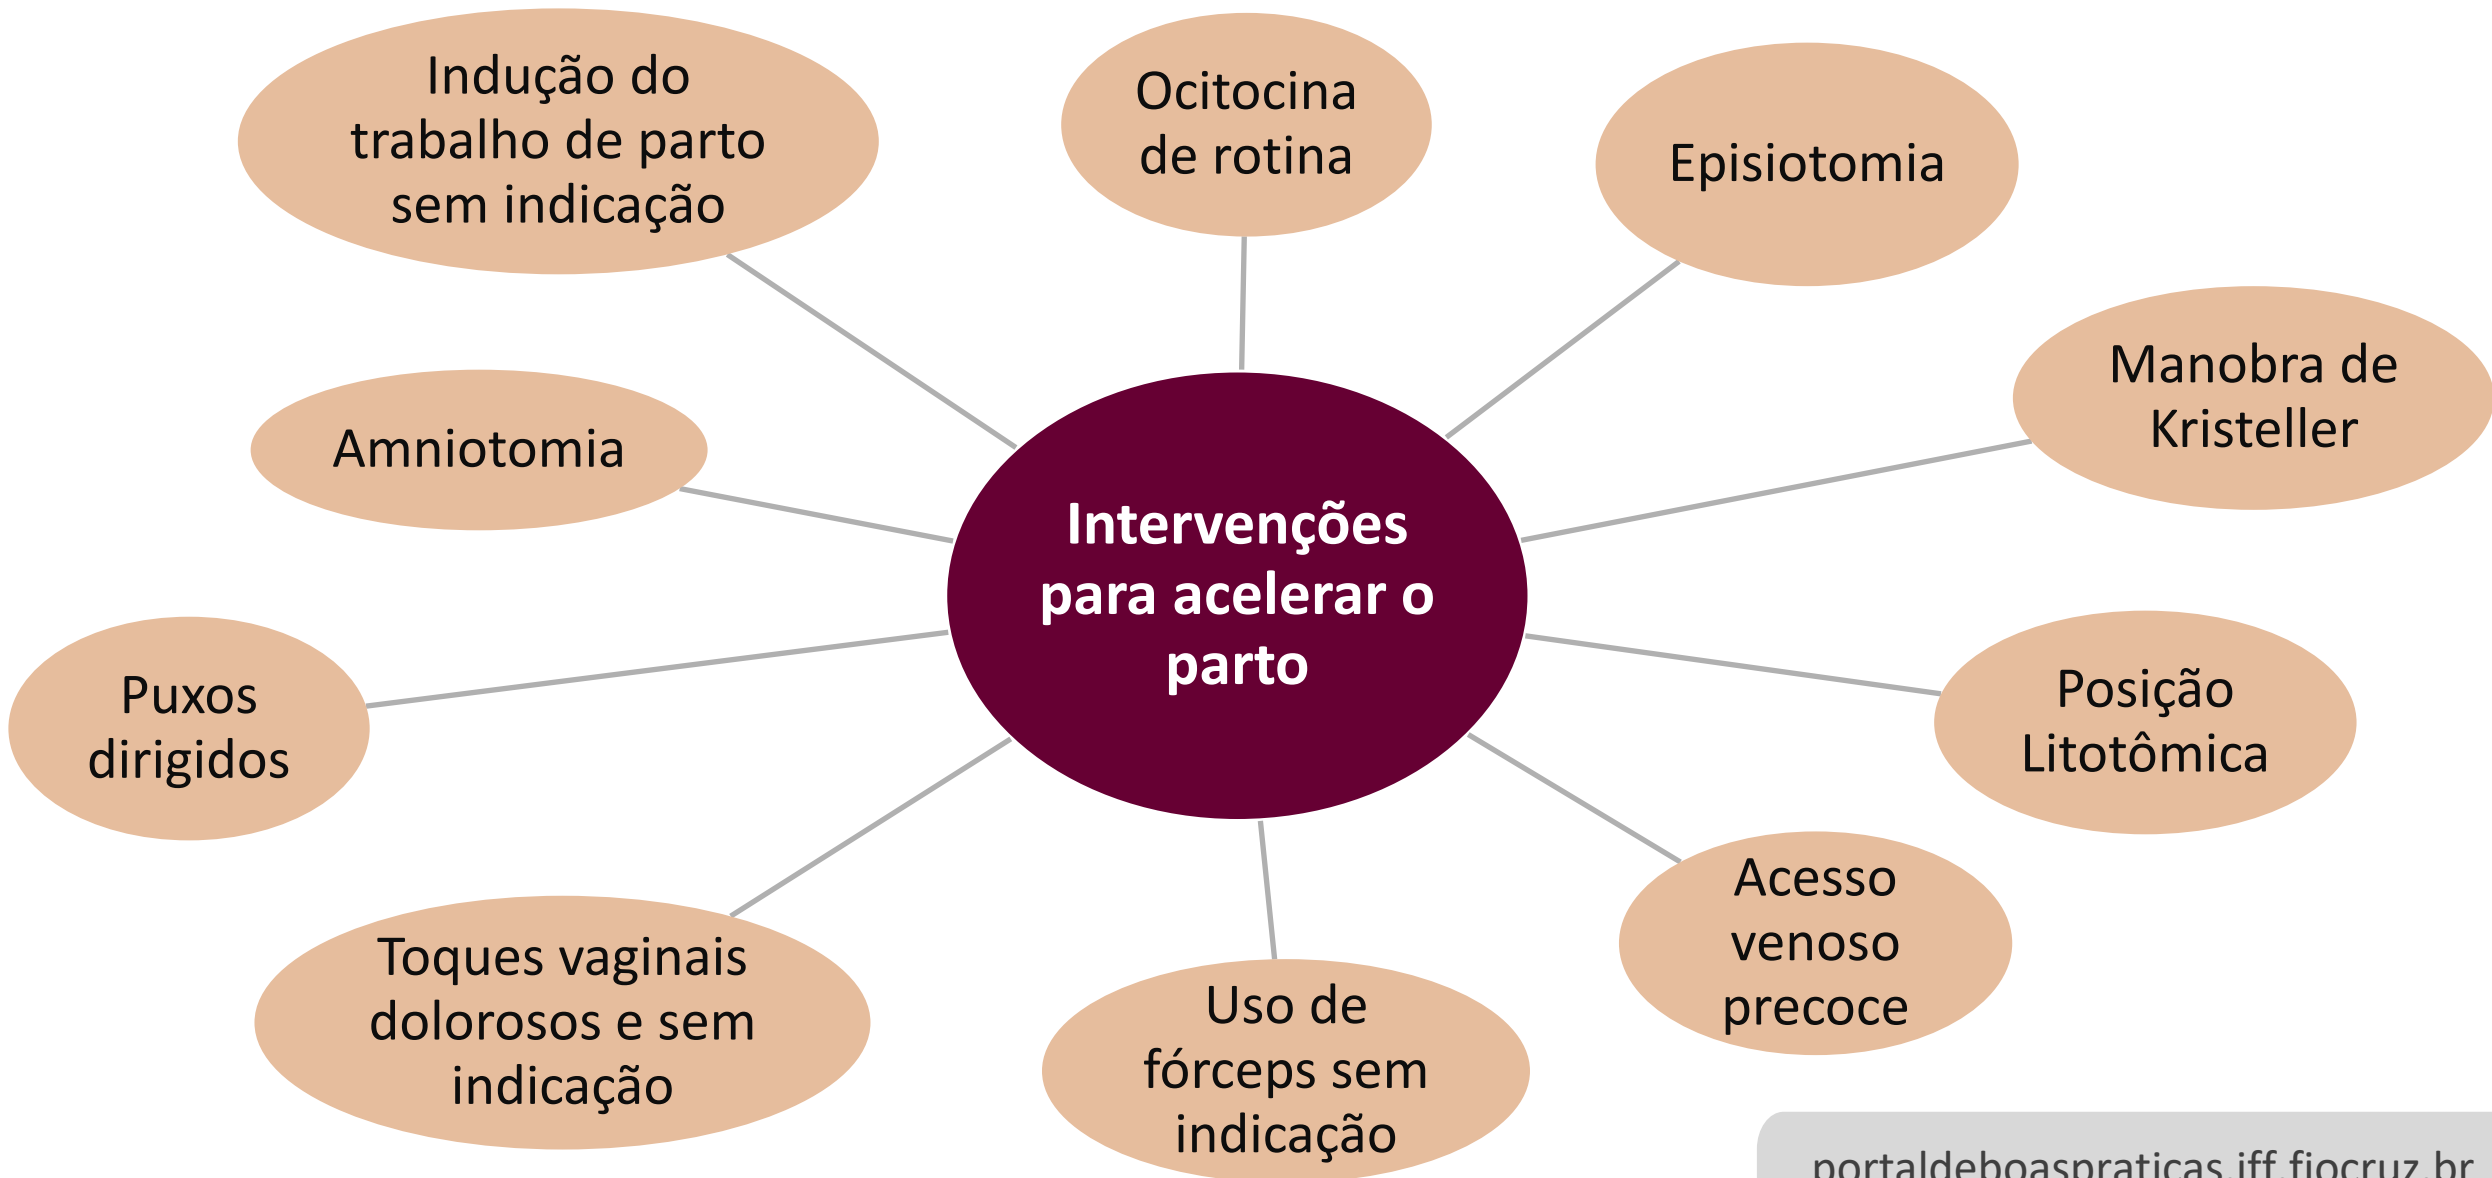 Indução do
trabalho de parto
sem indicação
Ocitocina
de rotina
Episiotomia
Manobra de
Kristeller
Amniotomia
Intervenções
para acelerar o
parto
Puxos
dirigidos
Posição
Litotômica
Acesso
venoso
precoce
Toques vaginais
dolorosos e sem
indicação
Uso de
fórceps sem
indicação
portaldeboaspraticas.iff.fiocruz.br